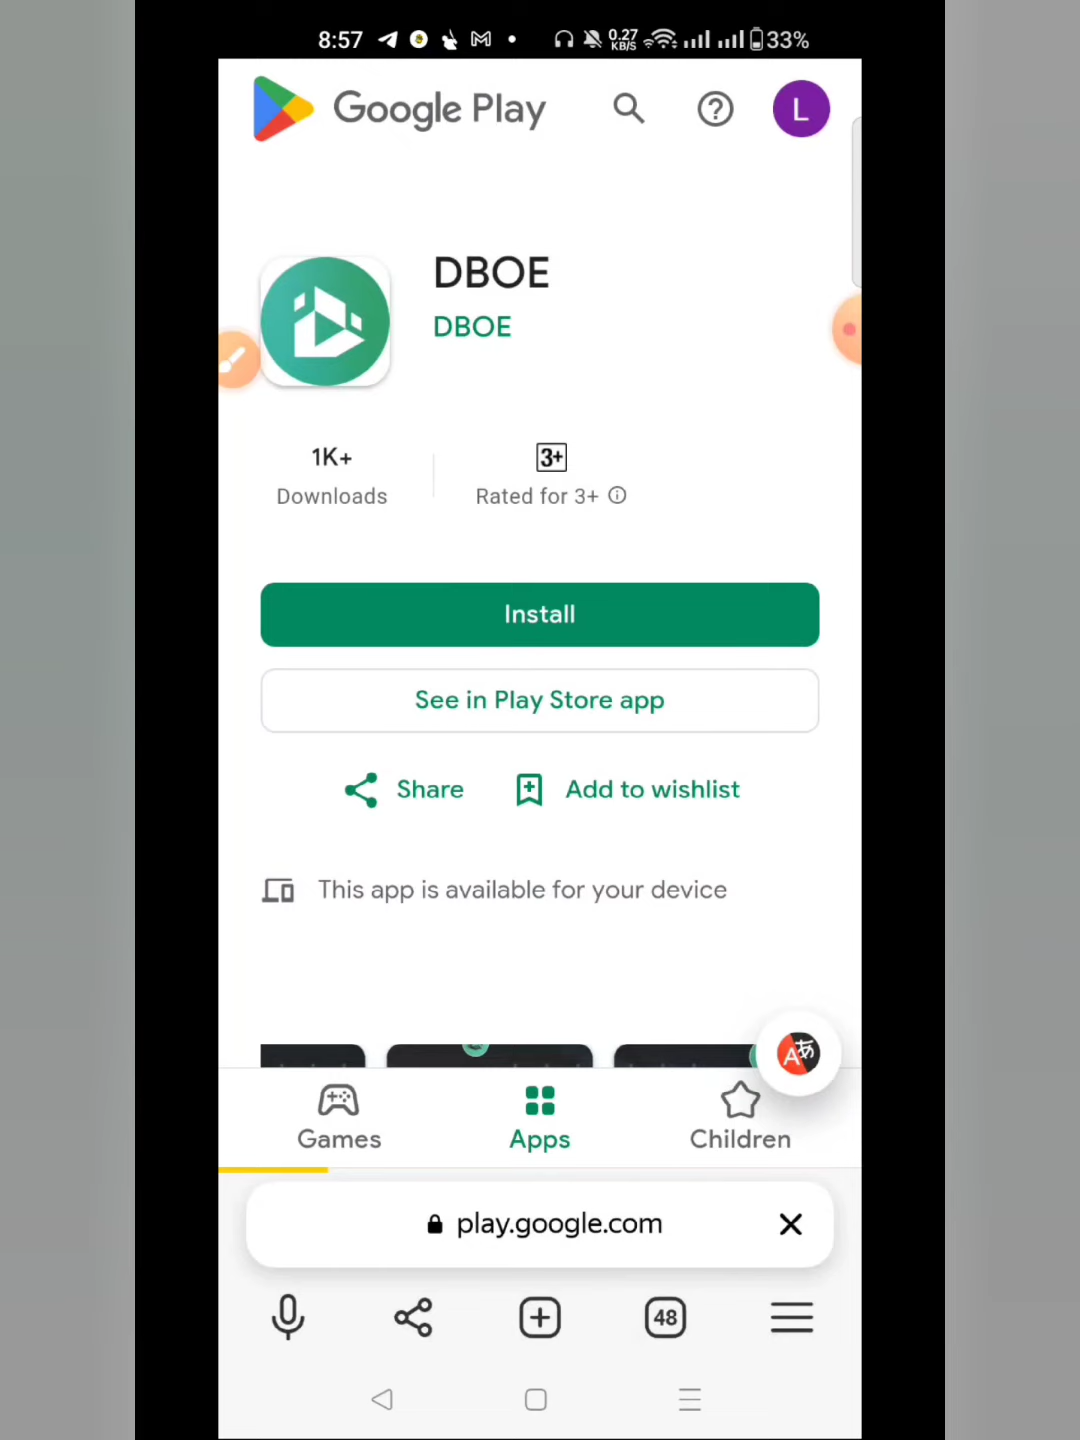 8:57 0.27 KB/S 33%
Google Play L
DBOE
DBOE
1K+
3+
Downloads
Rated for 3+
Install
See in Play Store app
Share
Add to wishlist
This app is available for your device
Aあ
Games
Apps
Children
play.google.com
48